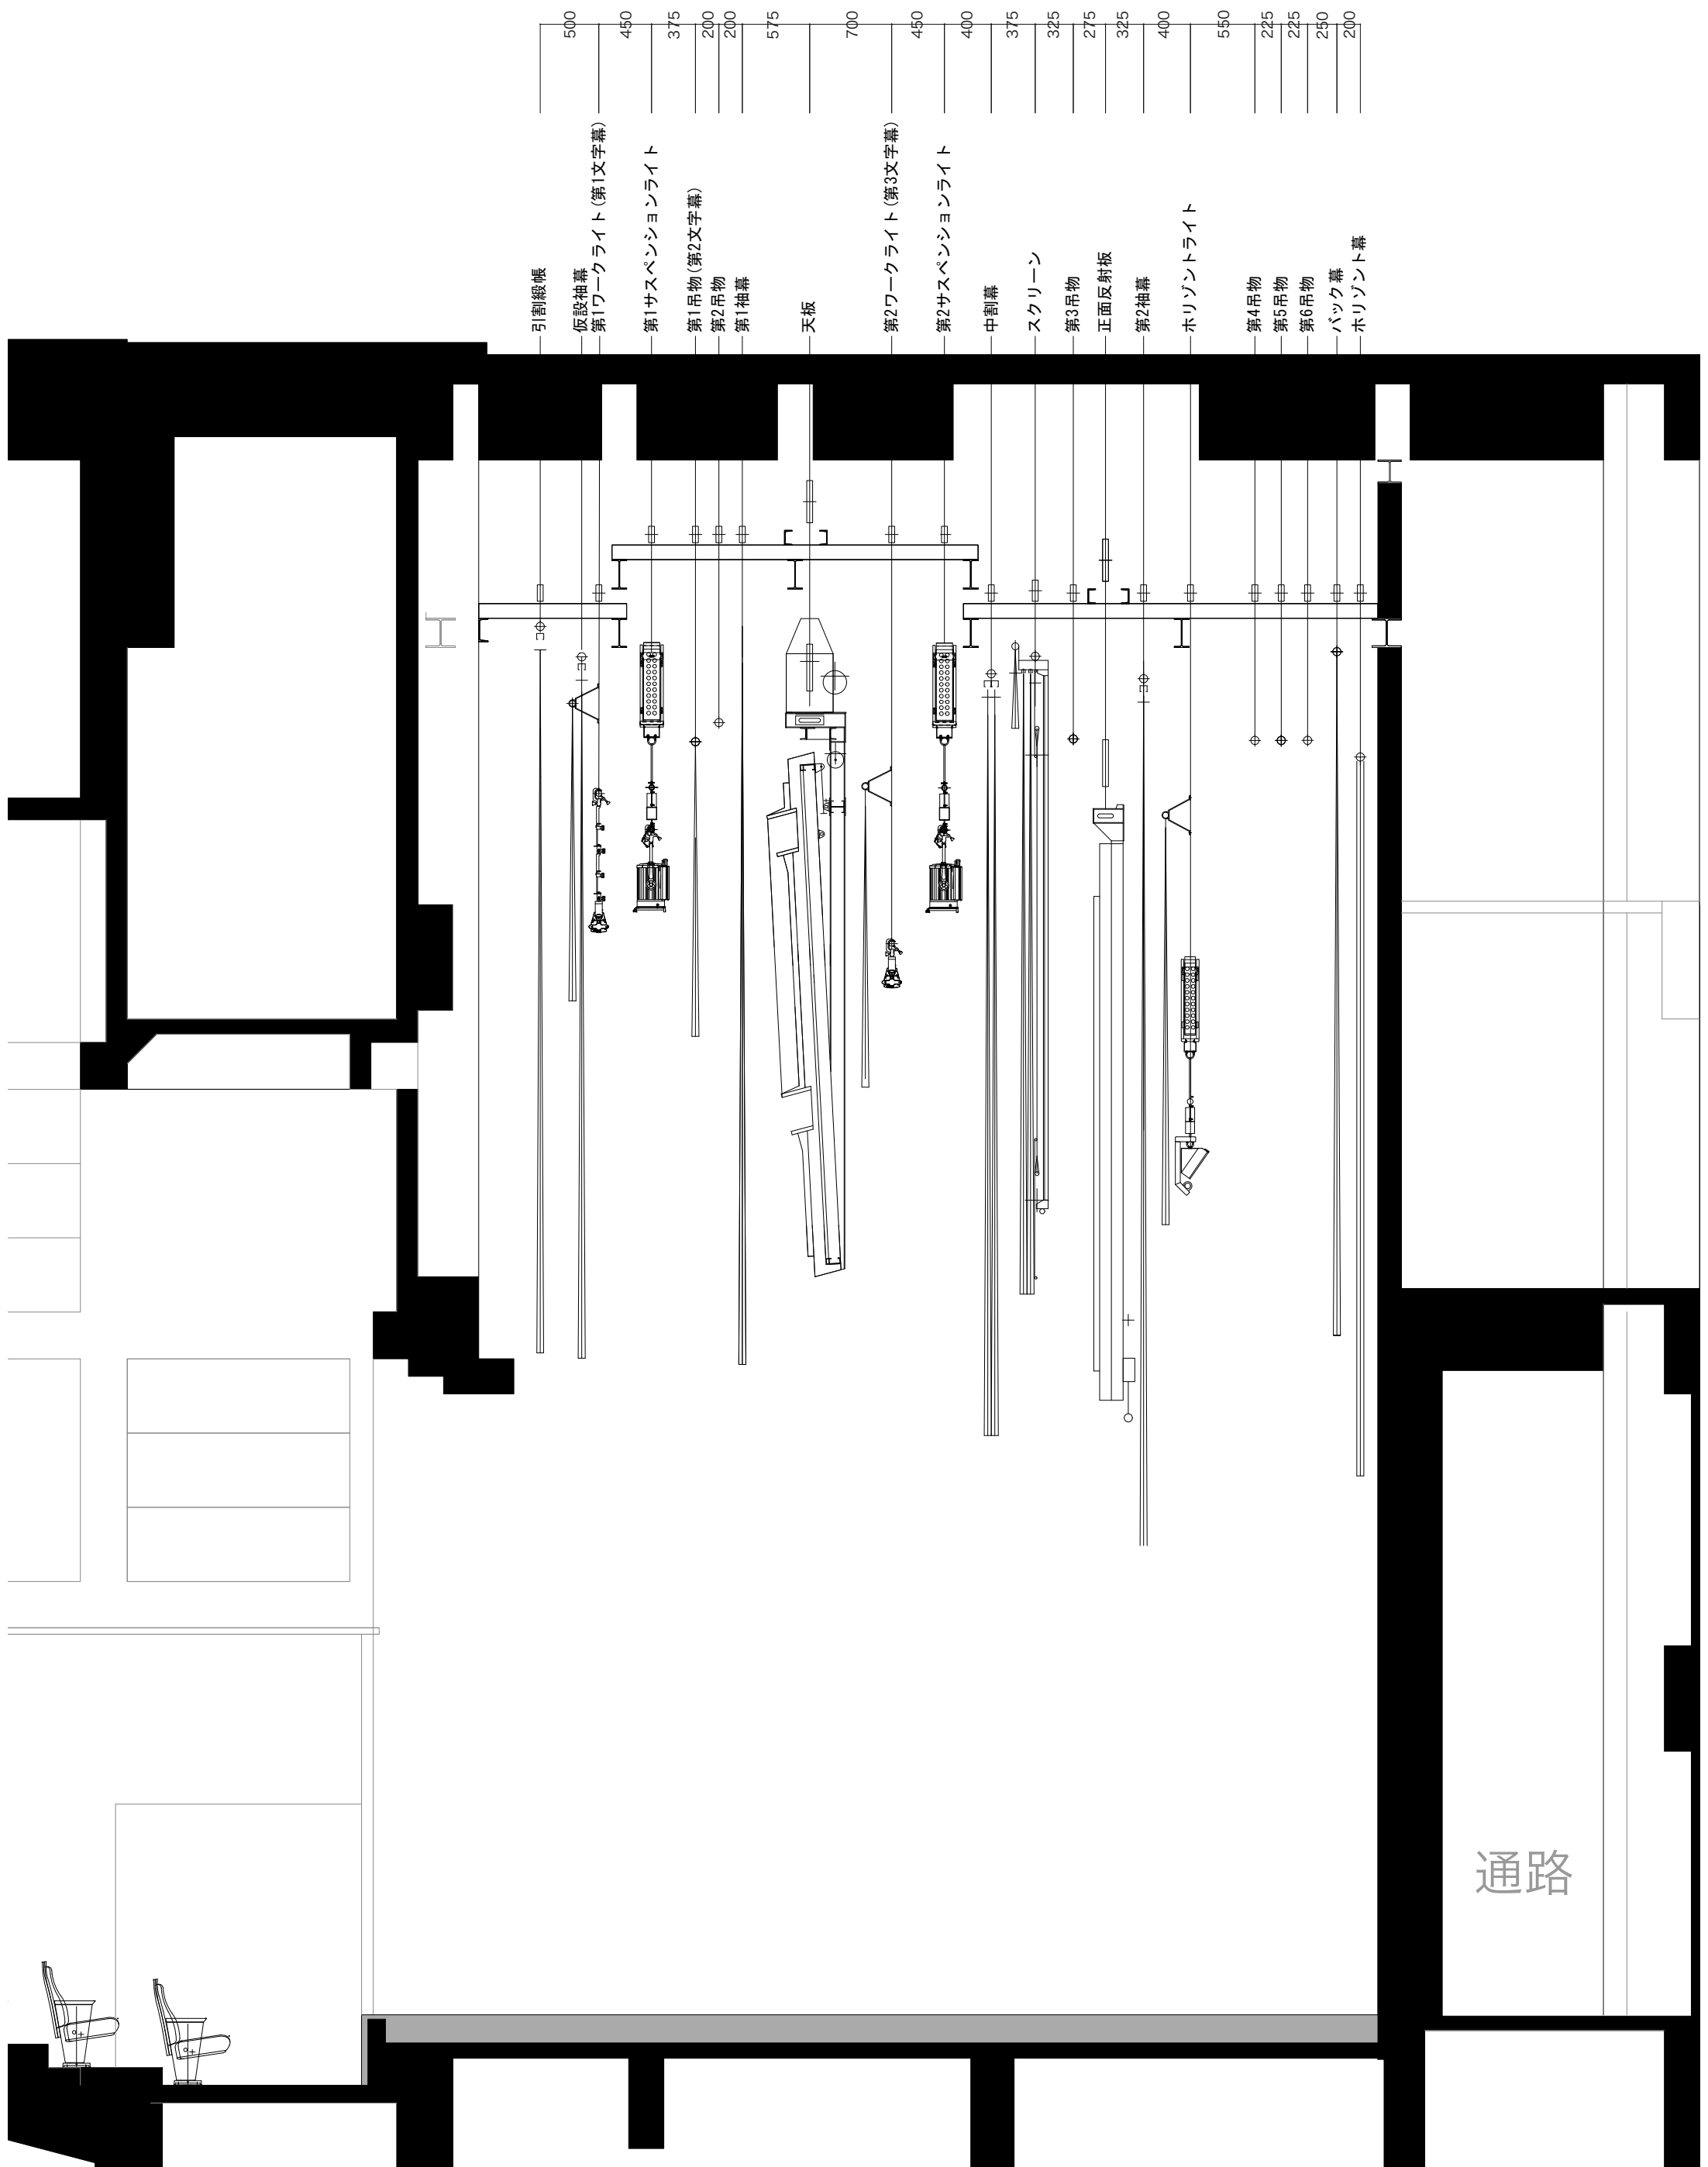 500
450
375
200
200
575
700
450
400
375
325
275
325
400
550
225
225
250
200
引割緞帳
仮設袖幕
第1ワークライト(第1文字幕)
第1サスペンションライト
第1吊物(第2文字幕)
第2吊物
第1袖幕
天板
第2ワークライト(第3文字幕)
第2サスペンションライト
中割幕
スクリーン
第3吊物
正面反射板
第2袖幕
ホリゾントライト
第4吊物
第5吊物
第6吊物
バック幕
ホリゾント幕
通路